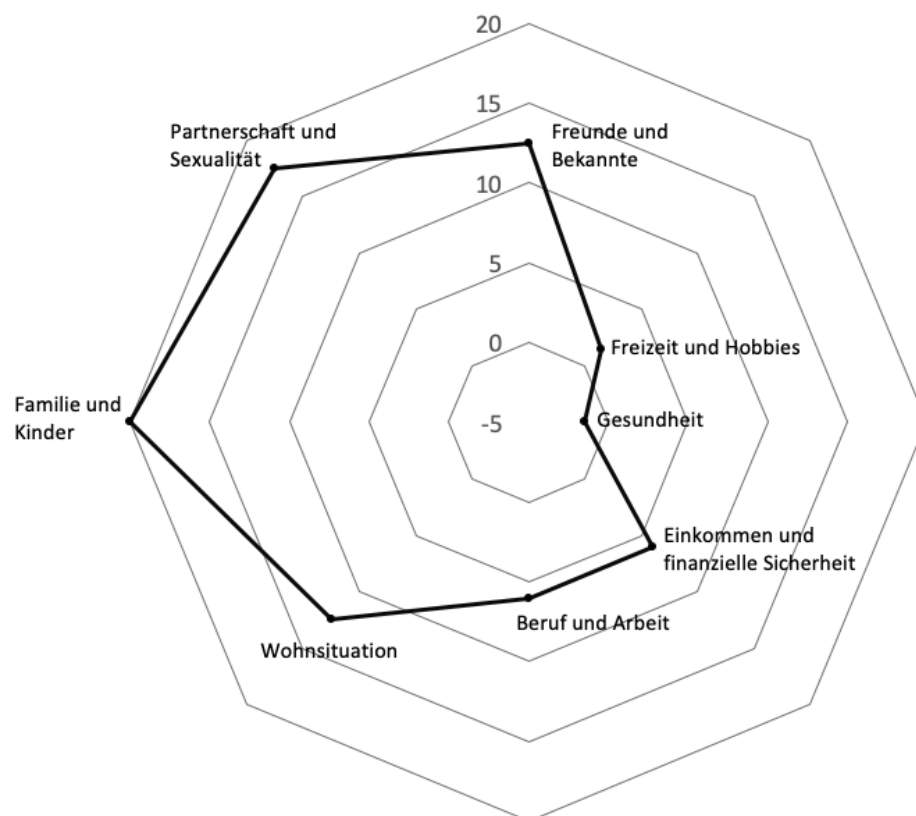 20
15
Partnerschaft und
Sexualität
Freunde und
Bekannte
10
5
0
Freizeit und Hobbies
Familie und
Kinder
-5
Gesundheit
Einkommen und
finanzielle Sicherheit
Beruf und Arbeit
Wohnsituation